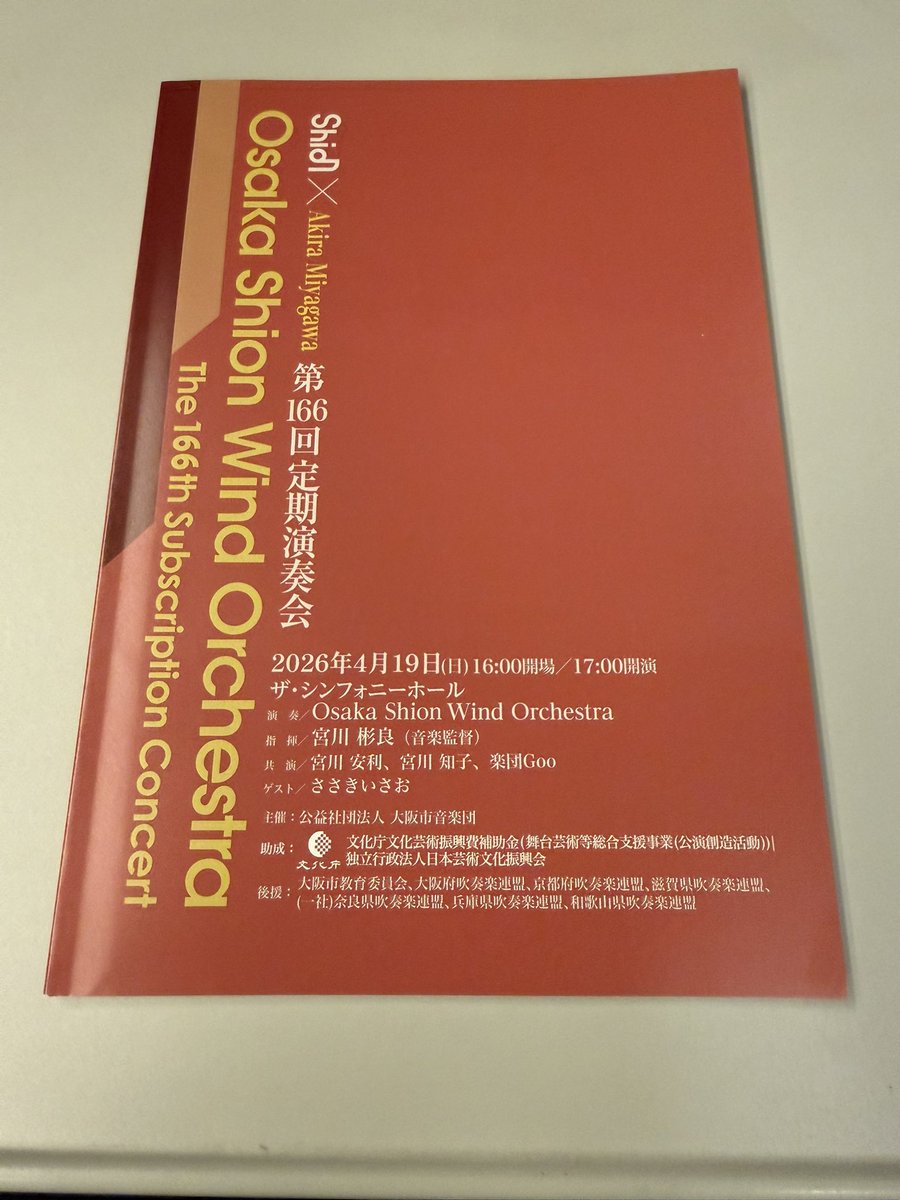 Shion×Akira Miyagawa 第166回定期演奏会
Osaka Shion Wind Orchestra
The 166th Subscription Concert
2026年4月19日(日) 16:00開場／17:00開演
ザ・シンフォニーホール
演奏／Osaka Shion Wind Orchestra
指揮／宮川 彬良（音楽監督）
共演／宮川 安利、宮川 知子、楽団Goo
ゲスト／ささきいさお
主催：公益社団法人 大阪市音楽団
助成：文化庁 文化庁文化芸術振興費補助金(舞台芸術等総合支援事業(公演創造活動))|
独立行政法人日本芸術文化振興会
後援：大阪市教育委員会、大阪府吹奏楽連盟、京都府吹奏楽連盟、滋賀県吹奏楽連盟、
(一社)奈良県吹奏楽連盟、兵庫県吹奏楽連盟、和歌山県吹奏楽連盟